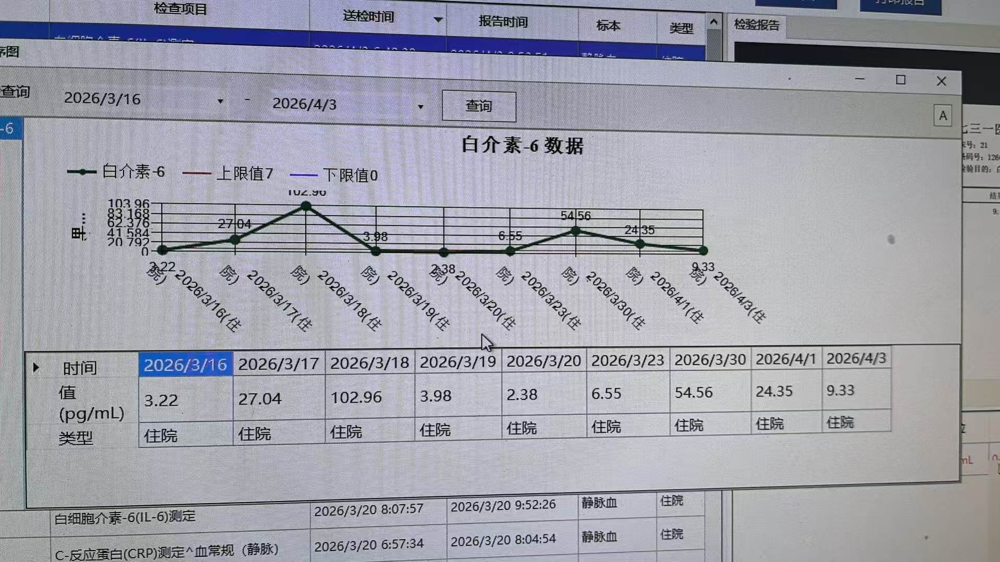 检查项目 送检时间 报告时间 标本 类型 检验报告
序图
查询 2026/3/16 - 2026/4/3 查询
A
-6
白介素-6 数据
白介素-6 上限值7 下限值0
102.96
103.96
83.168
62.376
41.584
20.792
0
27.04
3.98
6.55
54.56
24.35
3.22
2.38
9.33
2026/3/16(住院)
2026/3/17(住院)
2026/3/18(住院)
2026/3/19(住院)
2026/3/20(住院)
2026/3/23(住院)
2026/3/30(住院)
2026/4/1(住院)
2026/4/3(住院)
时间 2026/3/16 2026/3/17 2026/3/18 2026/3/19 2026/3/20 2026/3/23 2026/3/30 2026/4/1 2026/4/3
值(pg/mL) 3.22 27.04 102.96 3.98 2.38 6.55 54.56 24.35 9.33
类型 住院 住院 住院 住院 住院 住院 住院 住院 住院
白细胞介素-6(IL-6)测定 2026/3/20 8:07:57 2026/3/20 9:52:26 静脉血 住院
C-反应蛋白(CRP)测定^血常规（静脉） 2026/3/20 6:57:34 2026/3/20 8:04:54 静脉血 住院
七三一医
床号：21
条码号：126
检验目的：白
结果
9.
mL